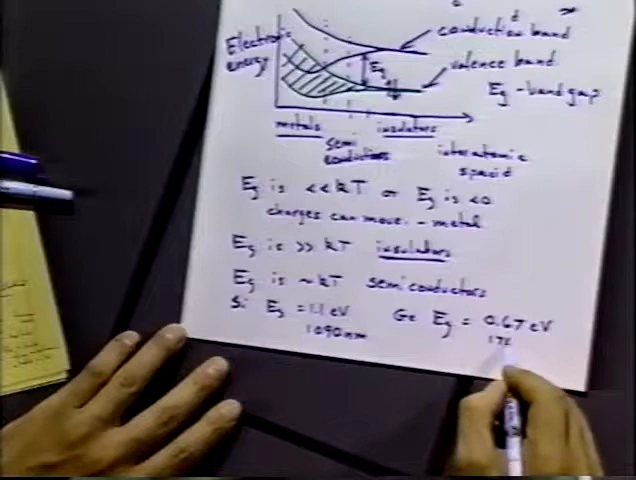 conduction band
Electronic
energy
Eg
valence band
Eg - band gap
metals
semi
conductors
insulators
interatomic
spacid
Eg is << kT or Eg is <0
charges can move. - metal
Eg is >> kT insulators
Eg is ~ kT semiconductors
Si Eg = 1.1 eV Ge Eg = 0.67 eV
1090 nm